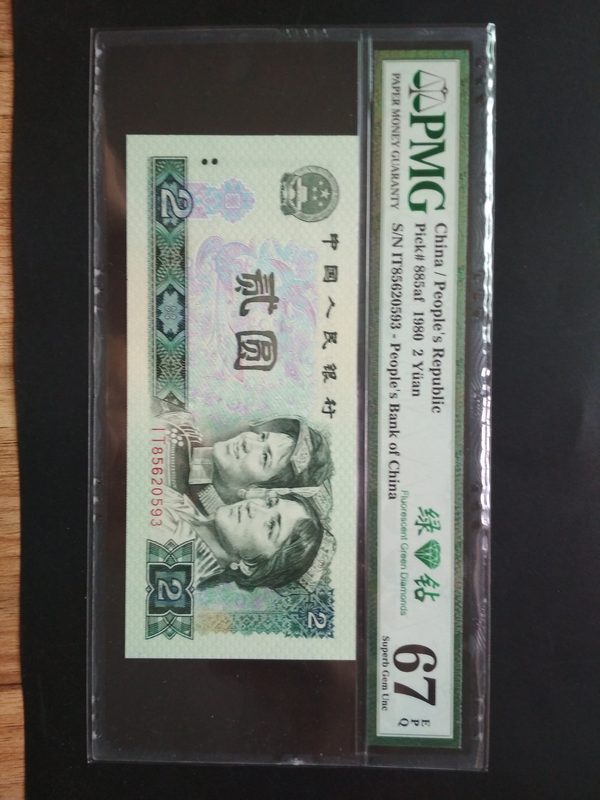 PMG
PAPER MONEY GUARANTY
China / People's Republic
Pick# 885af 1980 2 Yüan
S/N IT85620593 - People's Bank of China
绿钻
Fluorescent Green Diamonds
67
EPQ
Superb Gem Unc
中国人民银行
贰圆
2
IT85620593
2
2